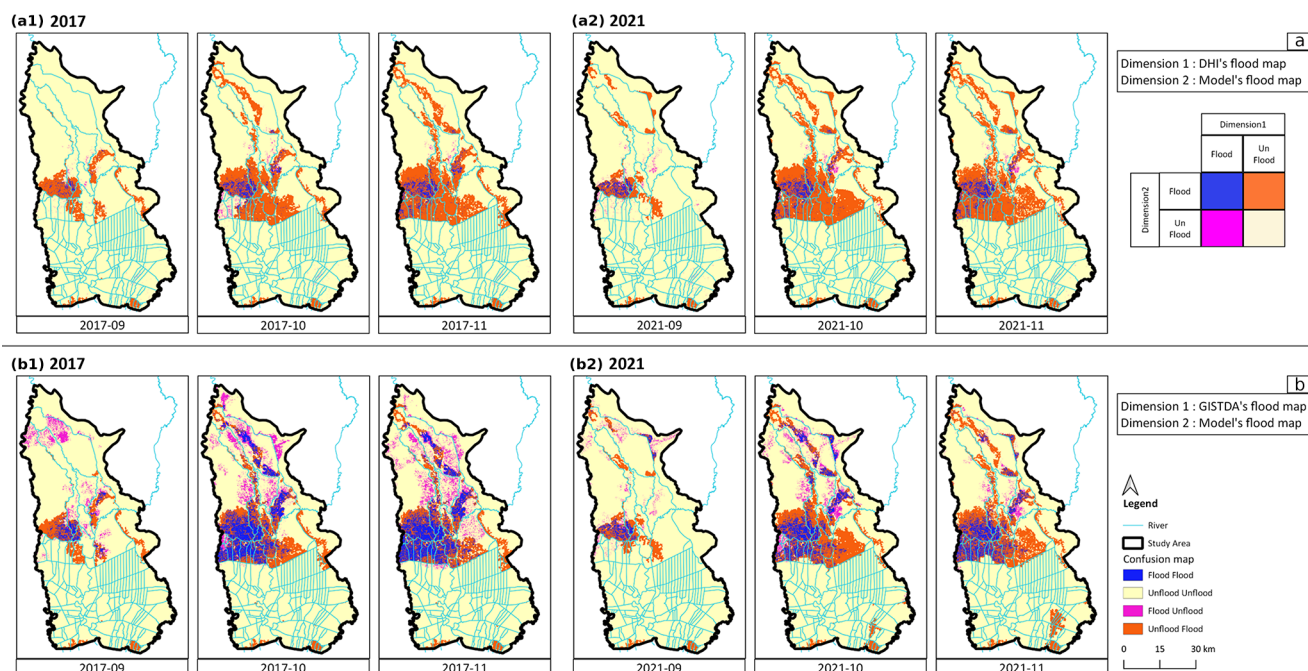 (a1) 2017
(a2) 2021
a
Dimension 1 : DHI's flood map
Dimension 2 : Model's flood map
Dimension1
Flood
Un
Flood
Dimension2
Flood
Un
Flood
2017-09
2017-10
2017-11
2021-09
2021-10
2021-11
(b1) 2017
(b2) 2021
b
Dimension 1 : GISTDA's flood map
Dimension 2 : Model's flood map
Legend
River
Study Area
Confusion map
Flood Flood
Unflood Unflood
Flood Unflood
Unflood Flood
0 15 30 km
2017-09
2017-10
2017-11
2021-09
2021-10
2021-11